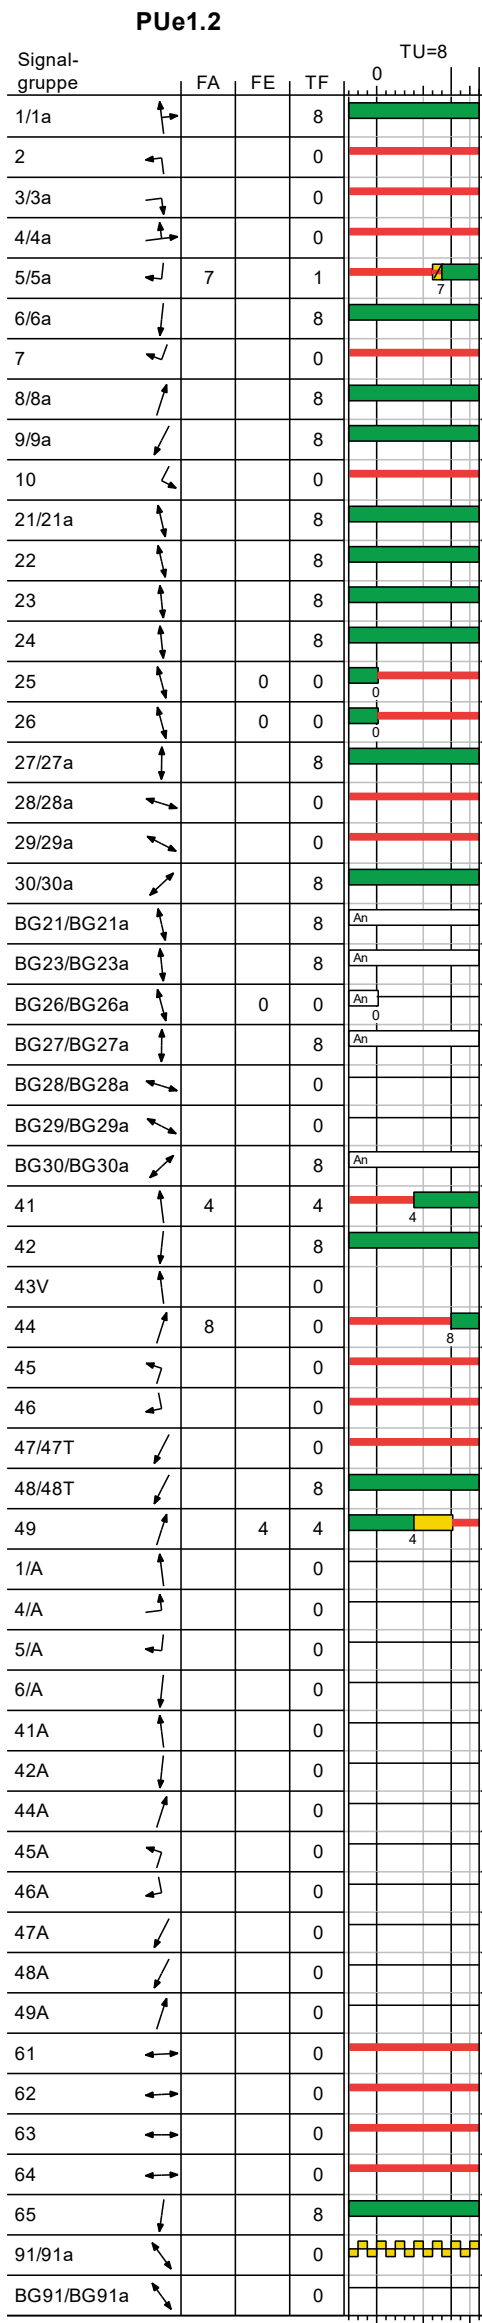 PUe1.2
Signal-
gruppe FA FE TF TU=8
0
1/1a 8
2 0
3/3a 0
4/4a 0
5/5a 7 1 7
6/6a 8
7 0
8/8a 8
9/9a 8
10 0
21/21a 8
22 8
23 8
24 8
25 0 0 0
26 0 0 0
27/27a 8
28/28a 0
29/29a 0
30/30a 8
BG21/BG21a 8 An
BG23/BG23a 8 An
BG26/BG26a 0 0 An 0
BG27/BG27a 8 An
BG28/BG28a 0
BG29/BG29a 0
BG30/BG30a 8 An
41 4 4 4
42 8
43V 0
44 8 0 8
45 0
46 0
47/47T 0
48/48T 8
49 4 4 4
1/A 0
4/A 0
5/A 0
6/A 0
41A 0
42A 0
44A 0
45A 0
46A 0
47A 0
48A 0
49A 0
61 0
62 0
63 0
64 0
65 8
91/91a 0
BG91/BG91a 0